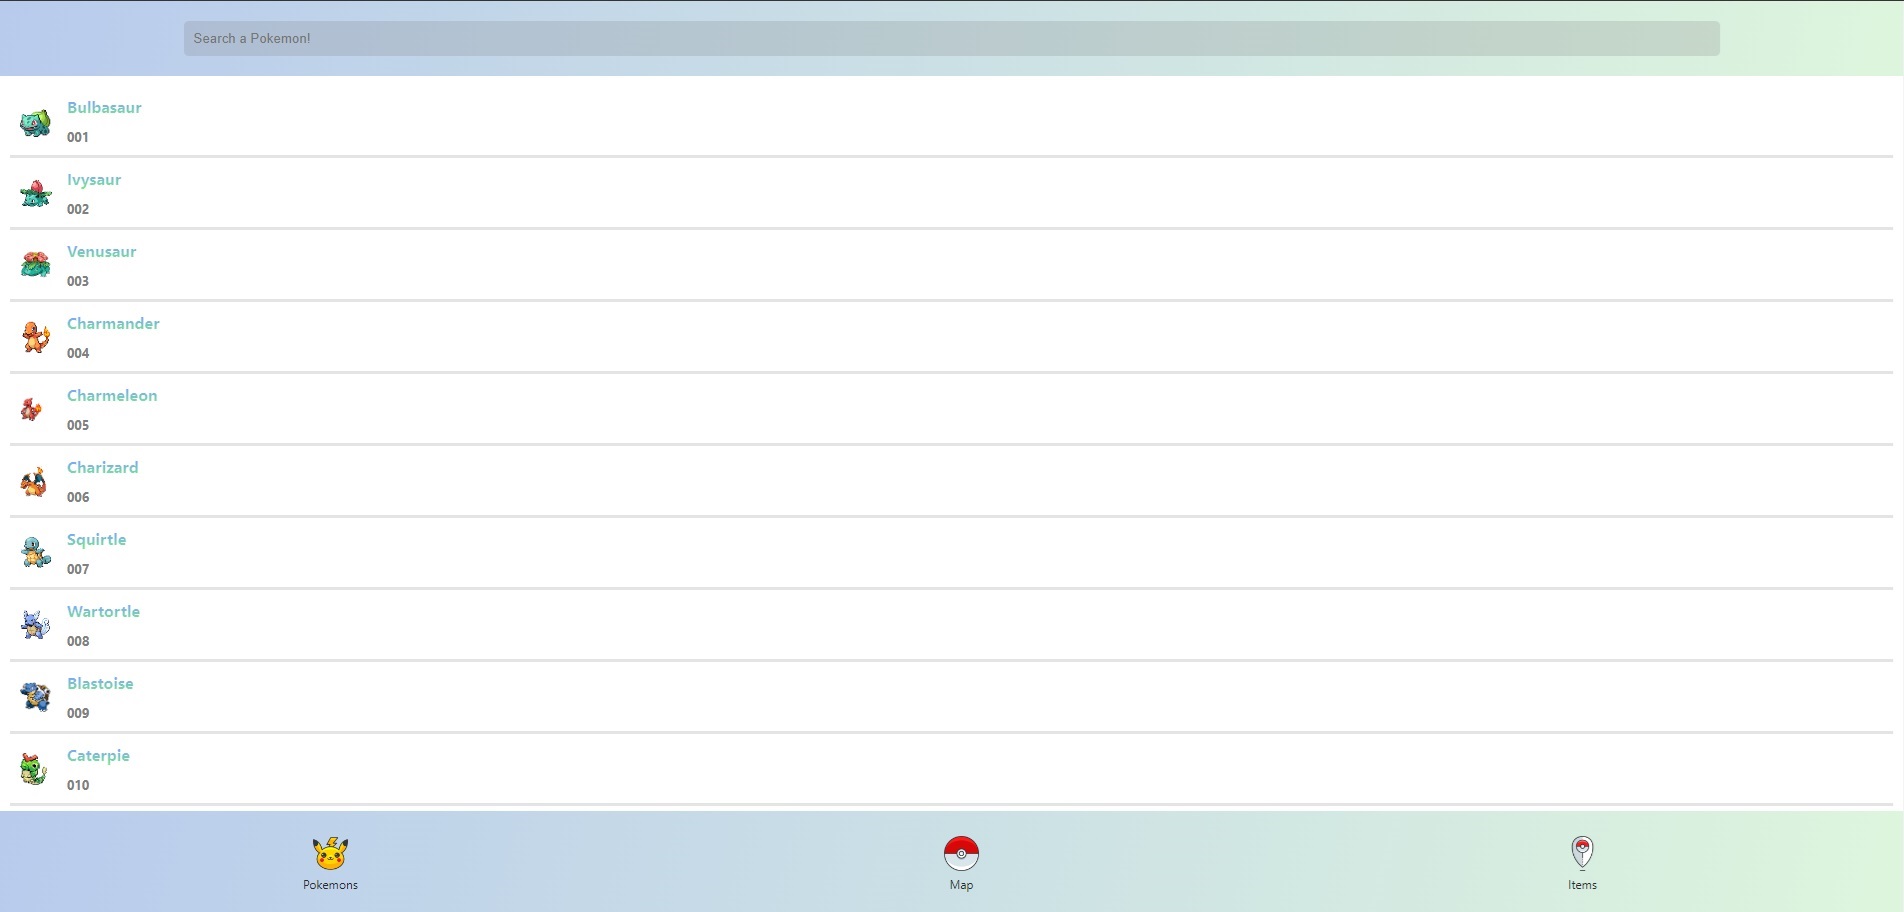 Search a Pokemon!
Bulbasaur
001
Ivysaur
002
Venusaur
003
Charmander
004
Charmeleon
005
Charizard
006
Squirtle
007
Wartortle
008
Blastoise
009
Caterpie
010
Pokemons
Map
Items